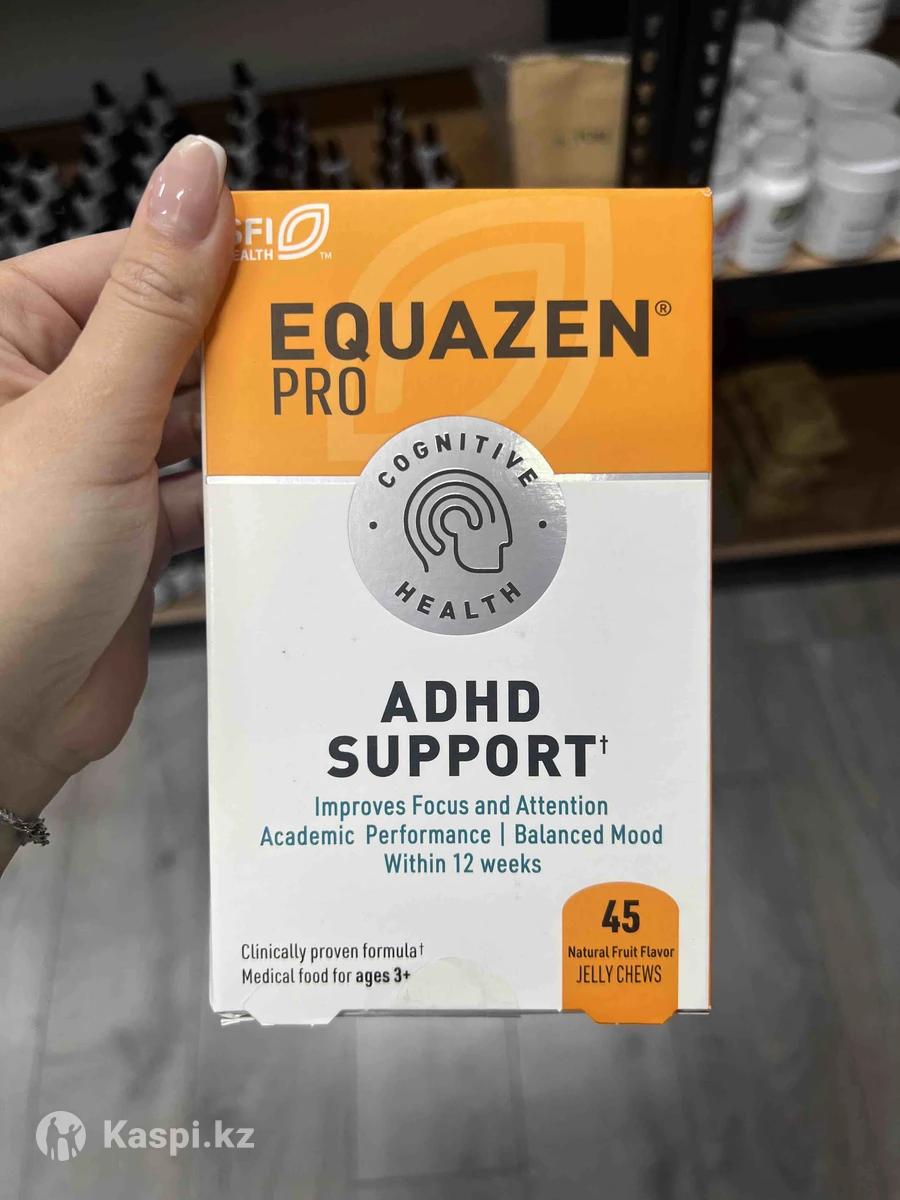 SFI
HEALTH™
EQUAZEN®
PRO
COGNITIVE
HEALTH
ADHD
SUPPORT†
Improves Focus and Attention
Academic Performance | Balanced Mood
Within 12 weeks
Clinically proven formula†
Medical food for ages 3+
45
Natural Fruit Flavor
JELLY CHEWS
Kaspi.kz